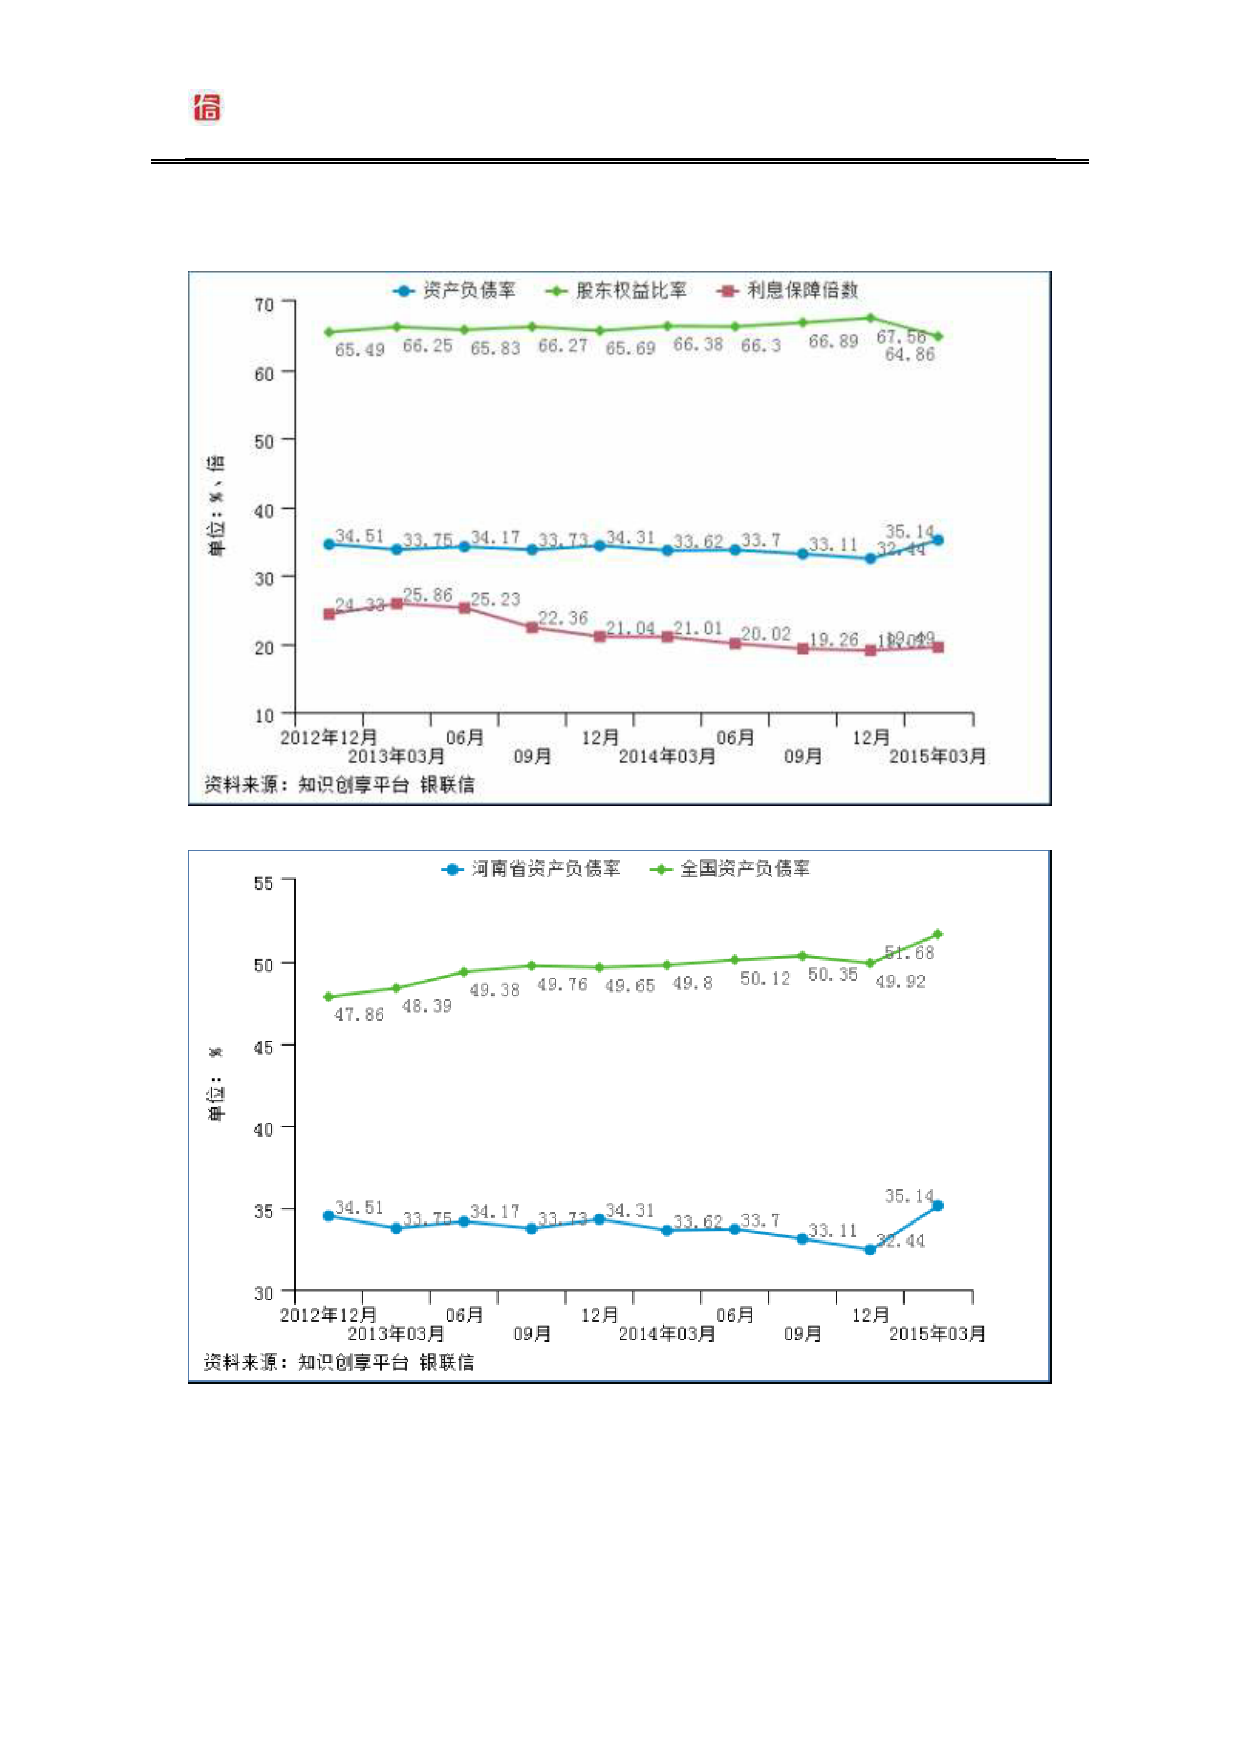 信
资产负债率 股东权益比率 利息保障倍数
70
60
50
40
30
20
10
单位：%、倍
65.49 66.25 65.83 66.27 65.69 66.38 66.3 66.89 67.56 64.86
34.51 33.75 34.17 33.73 34.31 33.62 33.7 33.11 32.44 35.14
24.33 25.86 25.23 22.36 21.04 21.01 20.02 19.26 19.49
2012年12月 06月 12月 06月 12月
2013年03月 09月 2014年03月 09月 2015年03月
资料来源：知识创享平台 银联信
河南省资产负债率 全国资产负债率
55
50
45
40
35
30
单位： %
47.86 48.39 49.38 49.76 49.65 49.8 50.12 50.35 49.92 51.68
34.51 33.75 34.17 33.73 34.31 33.62 33.7 33.11 32.44 35.14
2012年12月 06月 12月 06月 12月
2013年03月 09月 2014年03月 09月 2015年03月
资料来源：知识创享平台 银联信